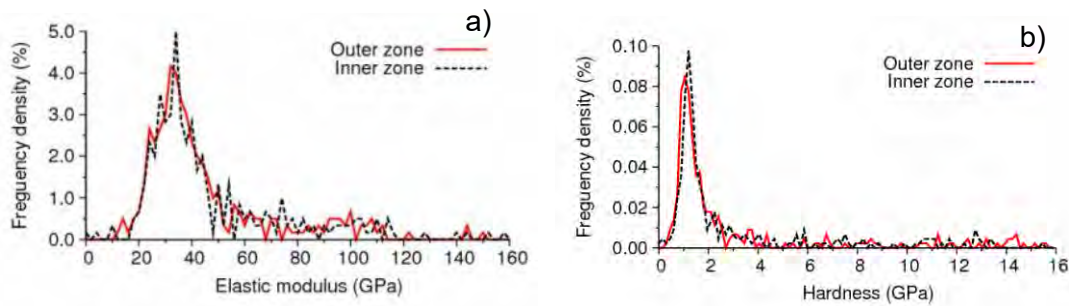 a)
5.0
4.0
3.0
2.0
1.0
0.0
Freguency density (%)
Outer zone
Inner zone
0 20 40 60 80 100 120 140 160
Elastic modulus (GPa)
b)
0.10
0.08
0.06
0.04
0.02
0.00
Freguency density (%)
Outer zone
Inner zone
0 2 4 6 8 10 12 14 16
Hardness (GPa)